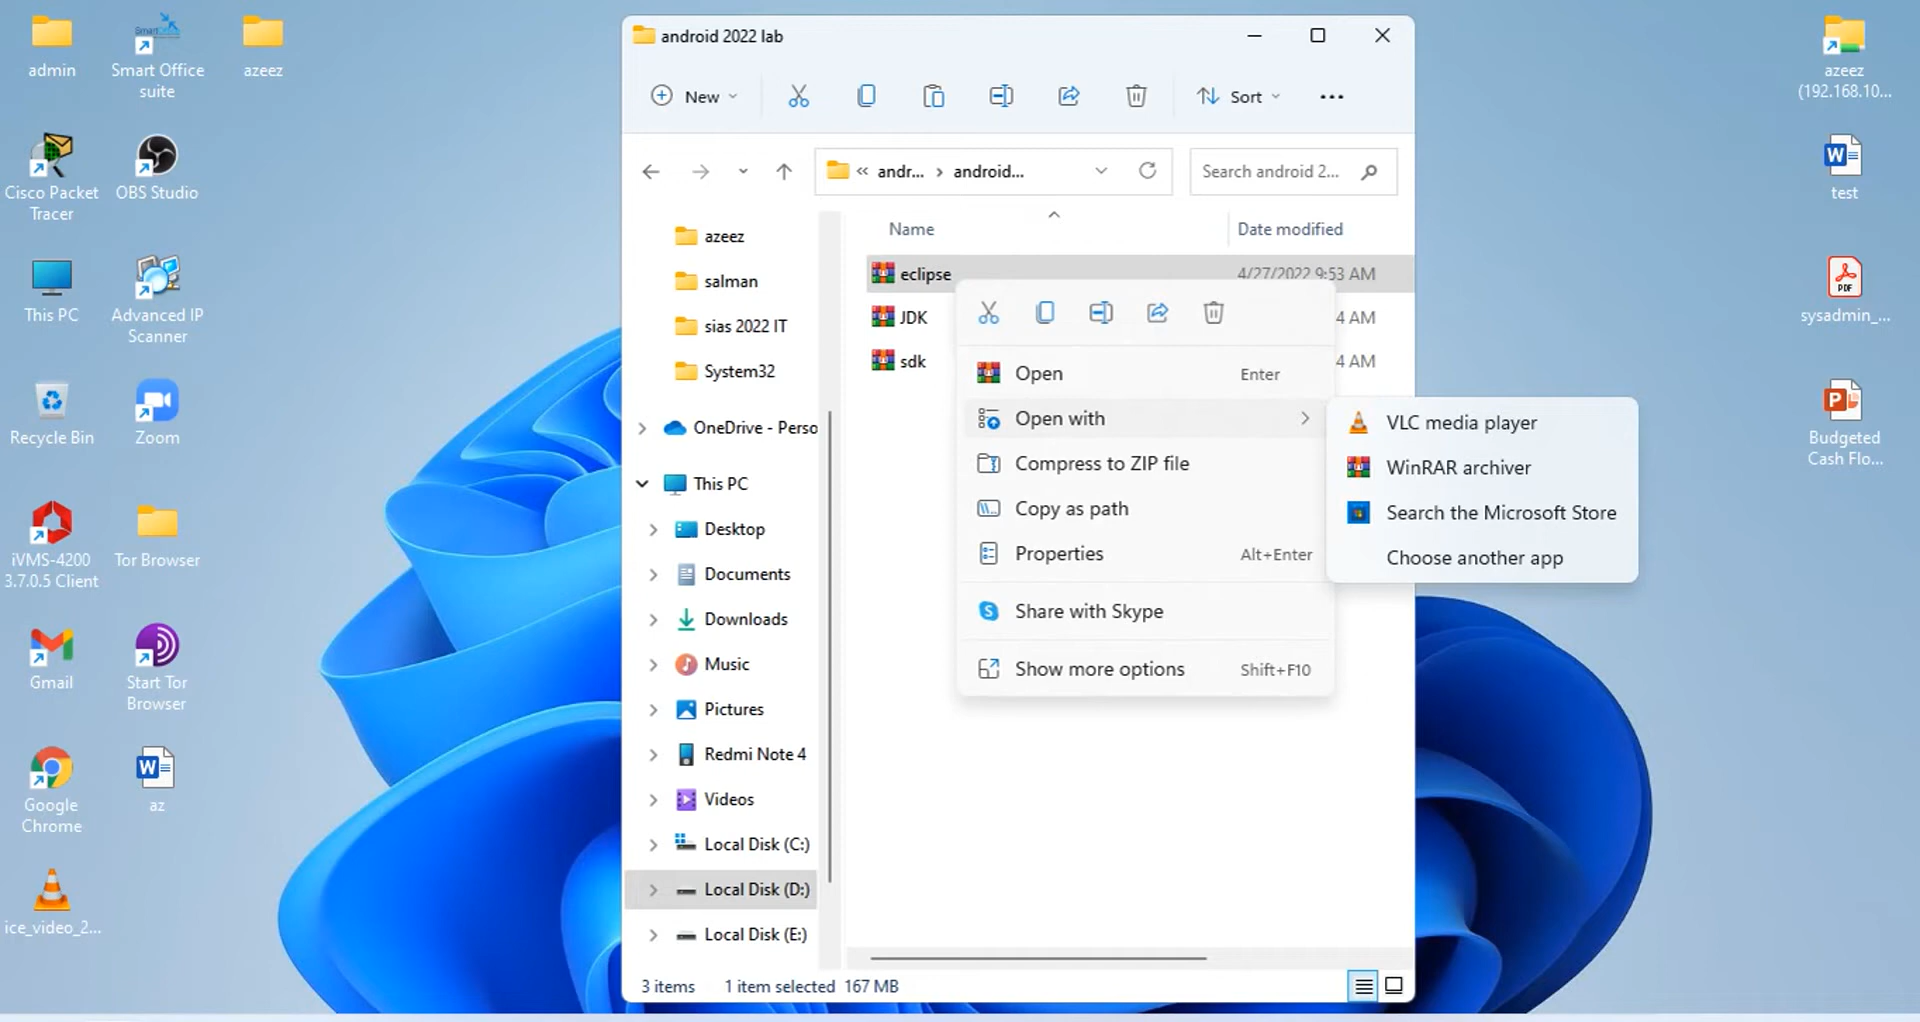 admin
Smart Office
suite
azeez
Cisco Packet
Tracer
OBS Studio
This PC
Advanced IP
Scanner
Recycle Bin
Zoom
iVMS-4200
3.7.0.5 Client
Tor Browser
Gmail
Start Tor
Browser
Google
Chrome
az
ice_video_2...
android 2022 lab
New
Sort
« andr... › android...
Search android 2...
azeez
salman
sias 2022 IT
System32
OneDrive - Perso
This PC
Desktop
Documents
Downloads
Music
Pictures
Redmi Note 4
Videos
Local Disk (C:)
Local Disk (D:)
Local Disk (E:)
Name
Date modified
eclipse
4/27/2022 9:53 AM
JDK
4 AM
sdk
4 AM
Open Enter
Open with
Compress to ZIP file
Copy as path
Properties Alt+Enter
Share with Skype
Show more options Shift+F10
VLC media player
WinRAR archiver
Search the Microsoft Store
Choose another app
3 items 1 item selected 167 MB
azeez
(192.168.10...
test
PDF
sysadmin_...
Budgeted
Cash Flo...